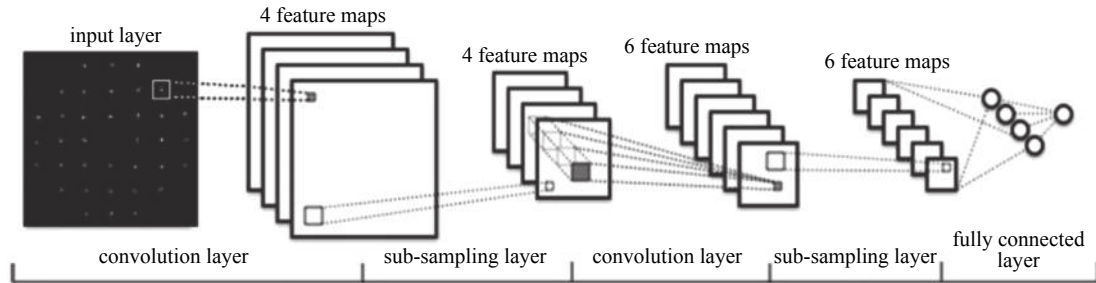 4 feature maps
input layer
4 feature maps
6 feature maps
6 feature maps
convolution layer
sub-sampling layer
convolution layer
sub-sampling layer
fully connected
layer